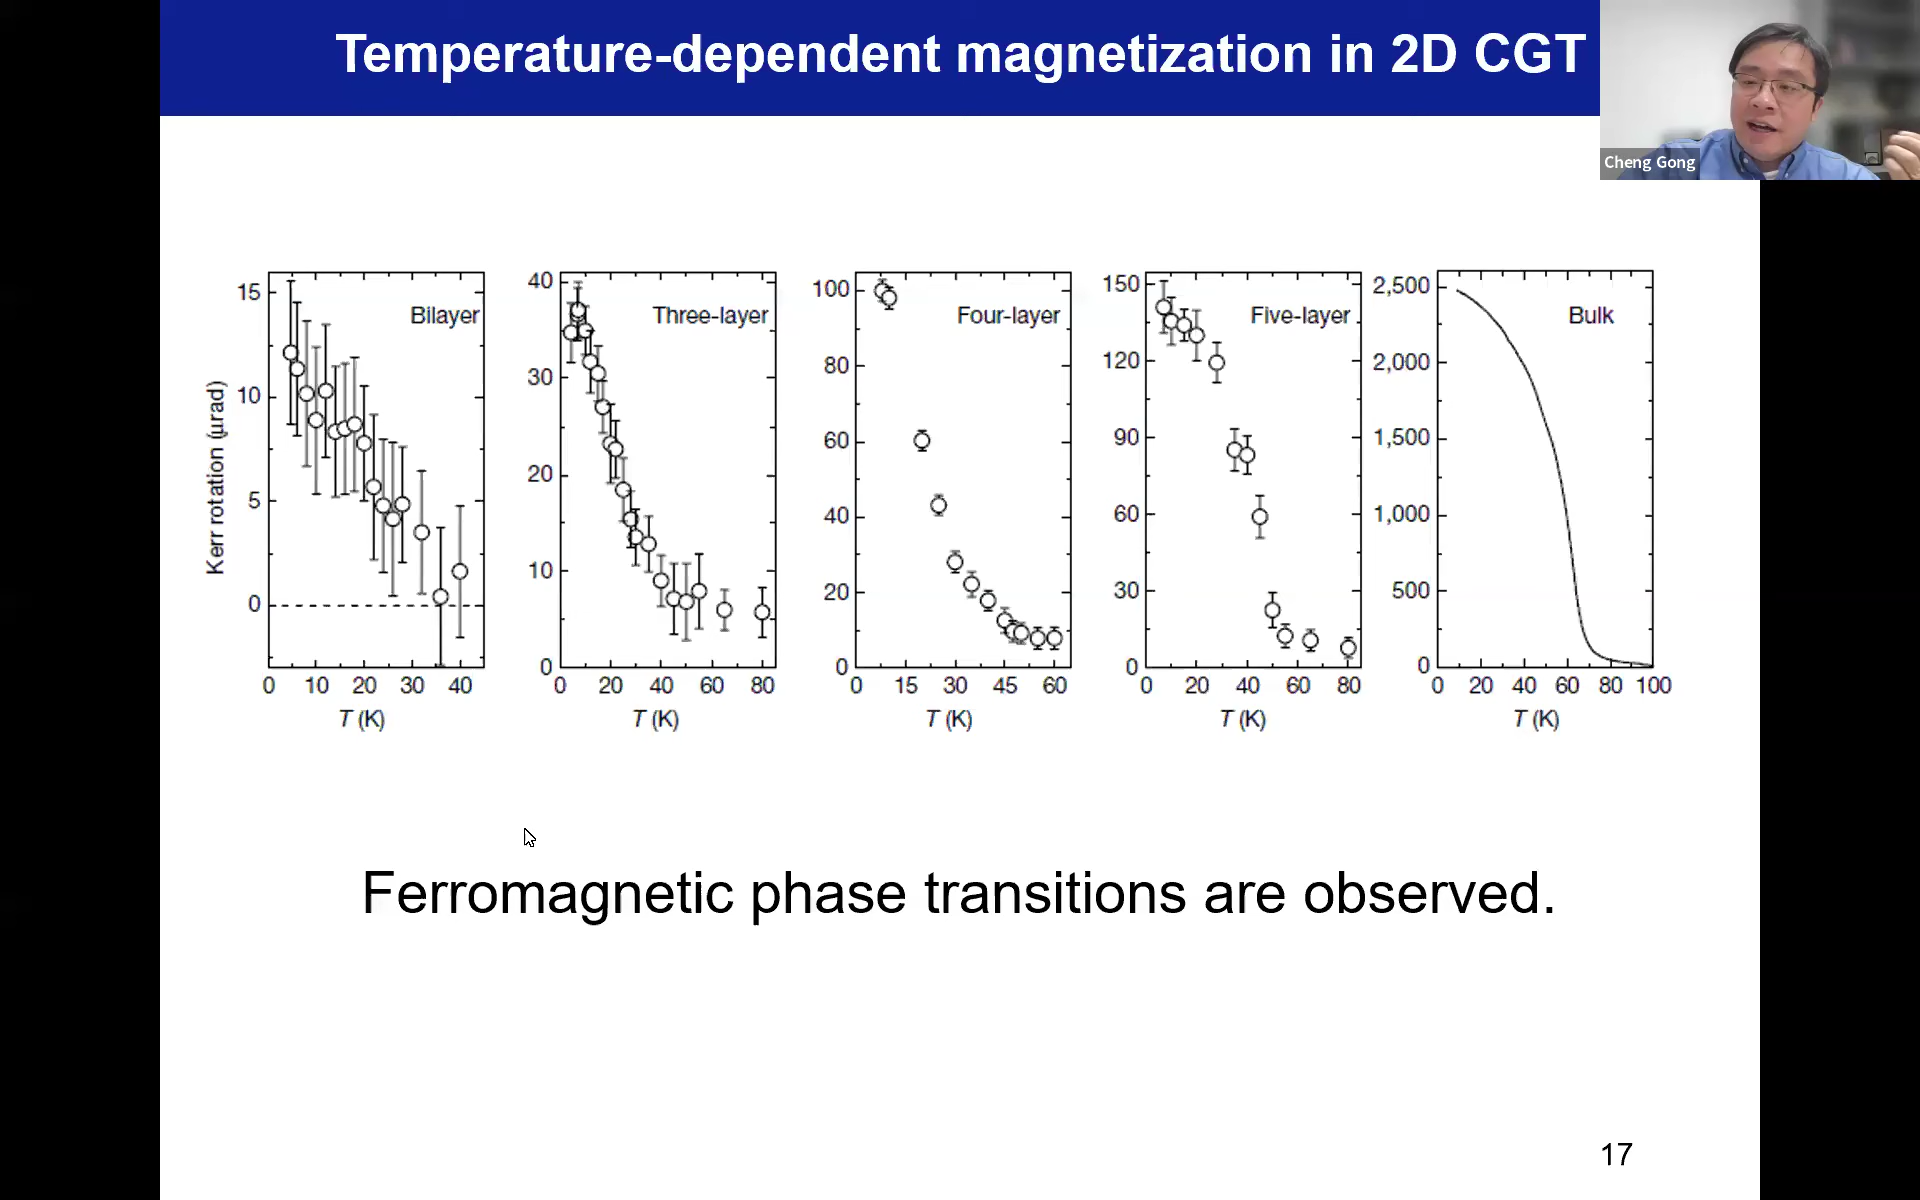 Temperature-dependent magnetization in 2D CGT
Cheng Gong
Kerr rotation (µrad)
15
10
5
0
Bilayer
0 10 20 30 40
T (K)
40
30
20
10
0
Three-layer
0 20 40 60 80
T (K)
100
80
60
40
20
0
Four-layer
0 15 30 45 60
T (K)
150
120
90
60
30
0
Five-layer
0 20 40 60 80
T (K)
2,500
2,000
1,500
1,000
500
0
Bulk
0 20 40 60 80 100
T (K)
Ferromagnetic phase transitions are observed.
17